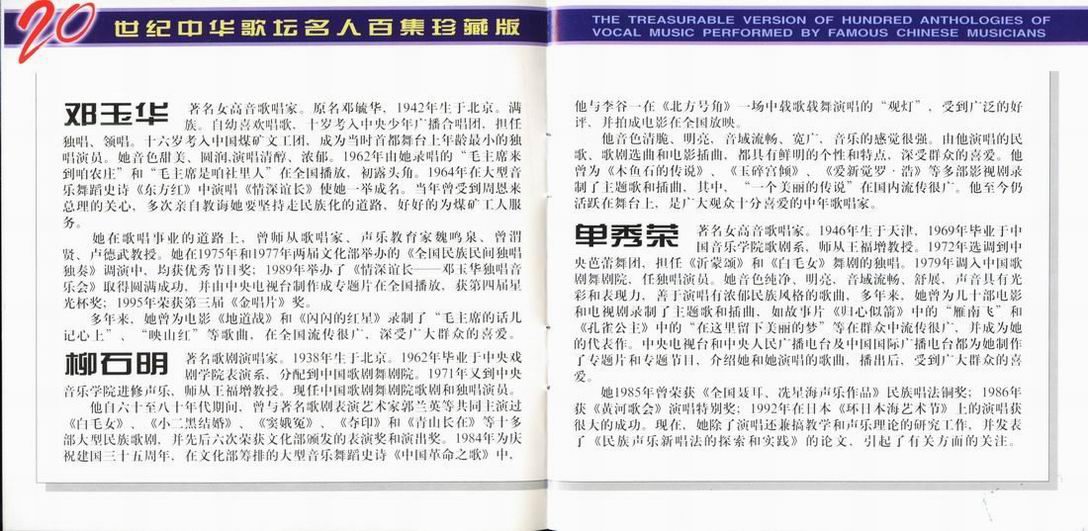 20 世纪中华歌坛名人百集珍藏版
THE TREASURABLE VERSION OF HUNDRED ANTHOLOGIES OF
VOCAL MUSIC PERFORMED BY FAMOUS CHINESE MUSICIANS
邓玉华 著名女高音歌唱家。原名邓毓华，1942年生于北京。满
族。自幼喜欢唱歌，十岁考入中央少年广播合唱团，担任
独唱、领唱。十六岁考入中国煤矿文工团，成为当时首都舞台上年龄最小的独
唱演员。她音色甜美、圆润，演唱清醇、浓郁。1962年由她录唱的“毛主席来
到咱农庄”和“毛主席是咱社里人”在全国播放，初露头角。1964年在大型音
乐舞蹈史诗《东方红》中演唱《情深谊长》使她一举成名。当年曾受到周恩来
总理的关心，多次亲自教诲她要坚持走民族化的道路，好好的为煤矿工人服
务。
她在歌唱事业的道路上，曾师从歌唱家、声乐教育家魏鸣泉、曾渭
贤、卢德武教授。她在1975年和1977年两届文化部举办的《全国民族民间独唱
独奏》调演中，均获优秀节目奖；1989年举办了《情深谊长——邓玉华独唱音
乐会》取得圆满成功，并由中央电视台制作成专题片在全国播放，获第四届星
光杯奖；1995年荣获第三届《金唱片》奖。
多年来，她曾为电影《地道战》和《闪闪的红星》录制了“毛主席的话儿
记心上”、“映山红”等歌曲，在全国流传很广，深受广大群众的喜爱。
柳石明 著名歌剧演唱家。1938年生于北京。1962年毕业于中央戏
剧学院表演系，分配到中国歌剧舞剧院。1971年又到中央
音乐学院进修声乐，师从王福增教授。现任中国歌剧舞剧院歌剧和独唱演员。
他自六十至八十年代期间，曾与著名歌剧表演艺术家郭兰英等共同主演过
《白毛女》、《小二黑结婚》、《窦娥冤》、《夺印》和《青山长在》等十多
部大型民族歌剧，并先后六次荣获文化部颁发的表演奖和演出奖。1984年为庆
祝建国三十五周年，在文化部筹排的大型音乐舞蹈史诗《中国革命之歌》中，
他与李谷一在《北方号角》一场中载歌载舞演唱的“观灯”，受到广泛的好
评，并拍成电影在全国放映。
他音色清脆、明亮，音域流畅、宽广，音乐的感觉很强。由他演唱的民
歌、歌剧选曲和电影插曲，都具有鲜明的个性和特点，深受群众的喜爱。他
曾为《木鱼石的传说》、《玉碎宫倾》、《爱新觉罗·浩》等多部影视剧录
制了主题歌和插曲，其中，“一个美丽的传说”在国内流传很广。他至今仍
活跃在舞台上，是广大观众十分喜爱的中年歌唱家。
单秀荣 著名女高音歌唱家。1946年生于天津，1969年毕业于中
国音乐学院歌剧系，师从王福增教授。1972年选调到中
央芭蕾舞团，担任《沂蒙颂》和《白毛女》舞剧的独唱。1979年调入中国歌
剧舞剧院，任独唱演员。她音色纯净、明亮，音域流畅、舒展，声音具有光
彩和表现力，善于演唱有浓郁民族风格的歌曲，多年来，她曾为几十部电影
和电视剧录制了主题歌和插曲，如故事片《归心似箭》中的“雁南飞”和
《孔雀公主》中的“在这里留下美丽的梦”等在群众中流传很广，并成为她
的代表作。中央电视台和中央人民广播电台及中国国际广播电台都为她制作
了专题片和专题节目，介绍她和她演唱的歌曲，播出后，受到广大群众的喜
爱。
她1985年曾荣获《全国聂耳、冼星海声乐作品》民族唱法铜奖；1986年
获《黄河歌会》演唱特别奖；1992年在日本《环日本海艺术节》上的演唱获
很大的成功。现在，她除了演唱还兼搞教学和声乐理论的研究工作，并发表
了《民族声乐新唱法的探索和实践》的论文，引起了有关方面的关注。